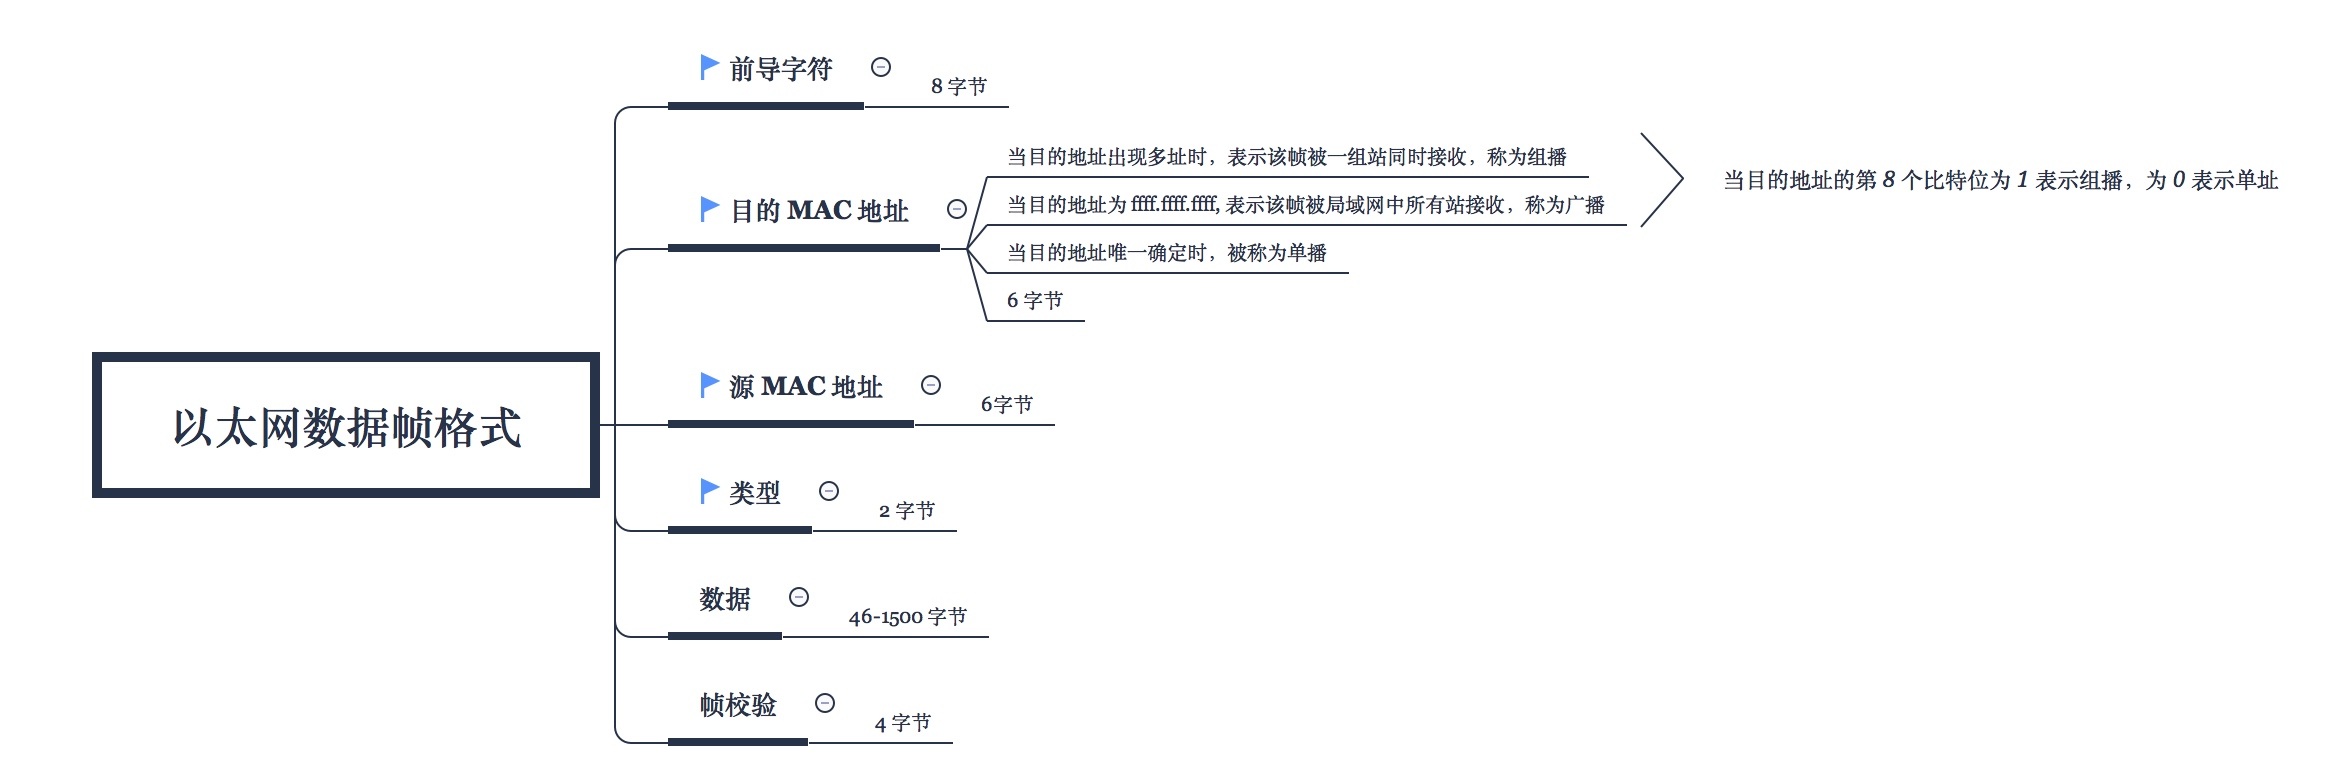 以太网数据帧格式
前导字符
8 字节
目的 MAC 地址
当目的地址出现多址时，表示该帧被一组站同时接收，称为组播
当目的地址为 ffff.ffff.ffff, 表示该帧被局域网中所有站接收，称为广播
当目的地址唯一确定时，被称为单播
6 字节
当目的地址的第 8 个比特位为 1 表示组播，为 0 表示单址
源 MAC 地址
6字节
类型
2 字节
数据
46-1500 字节
帧校验
4 字节